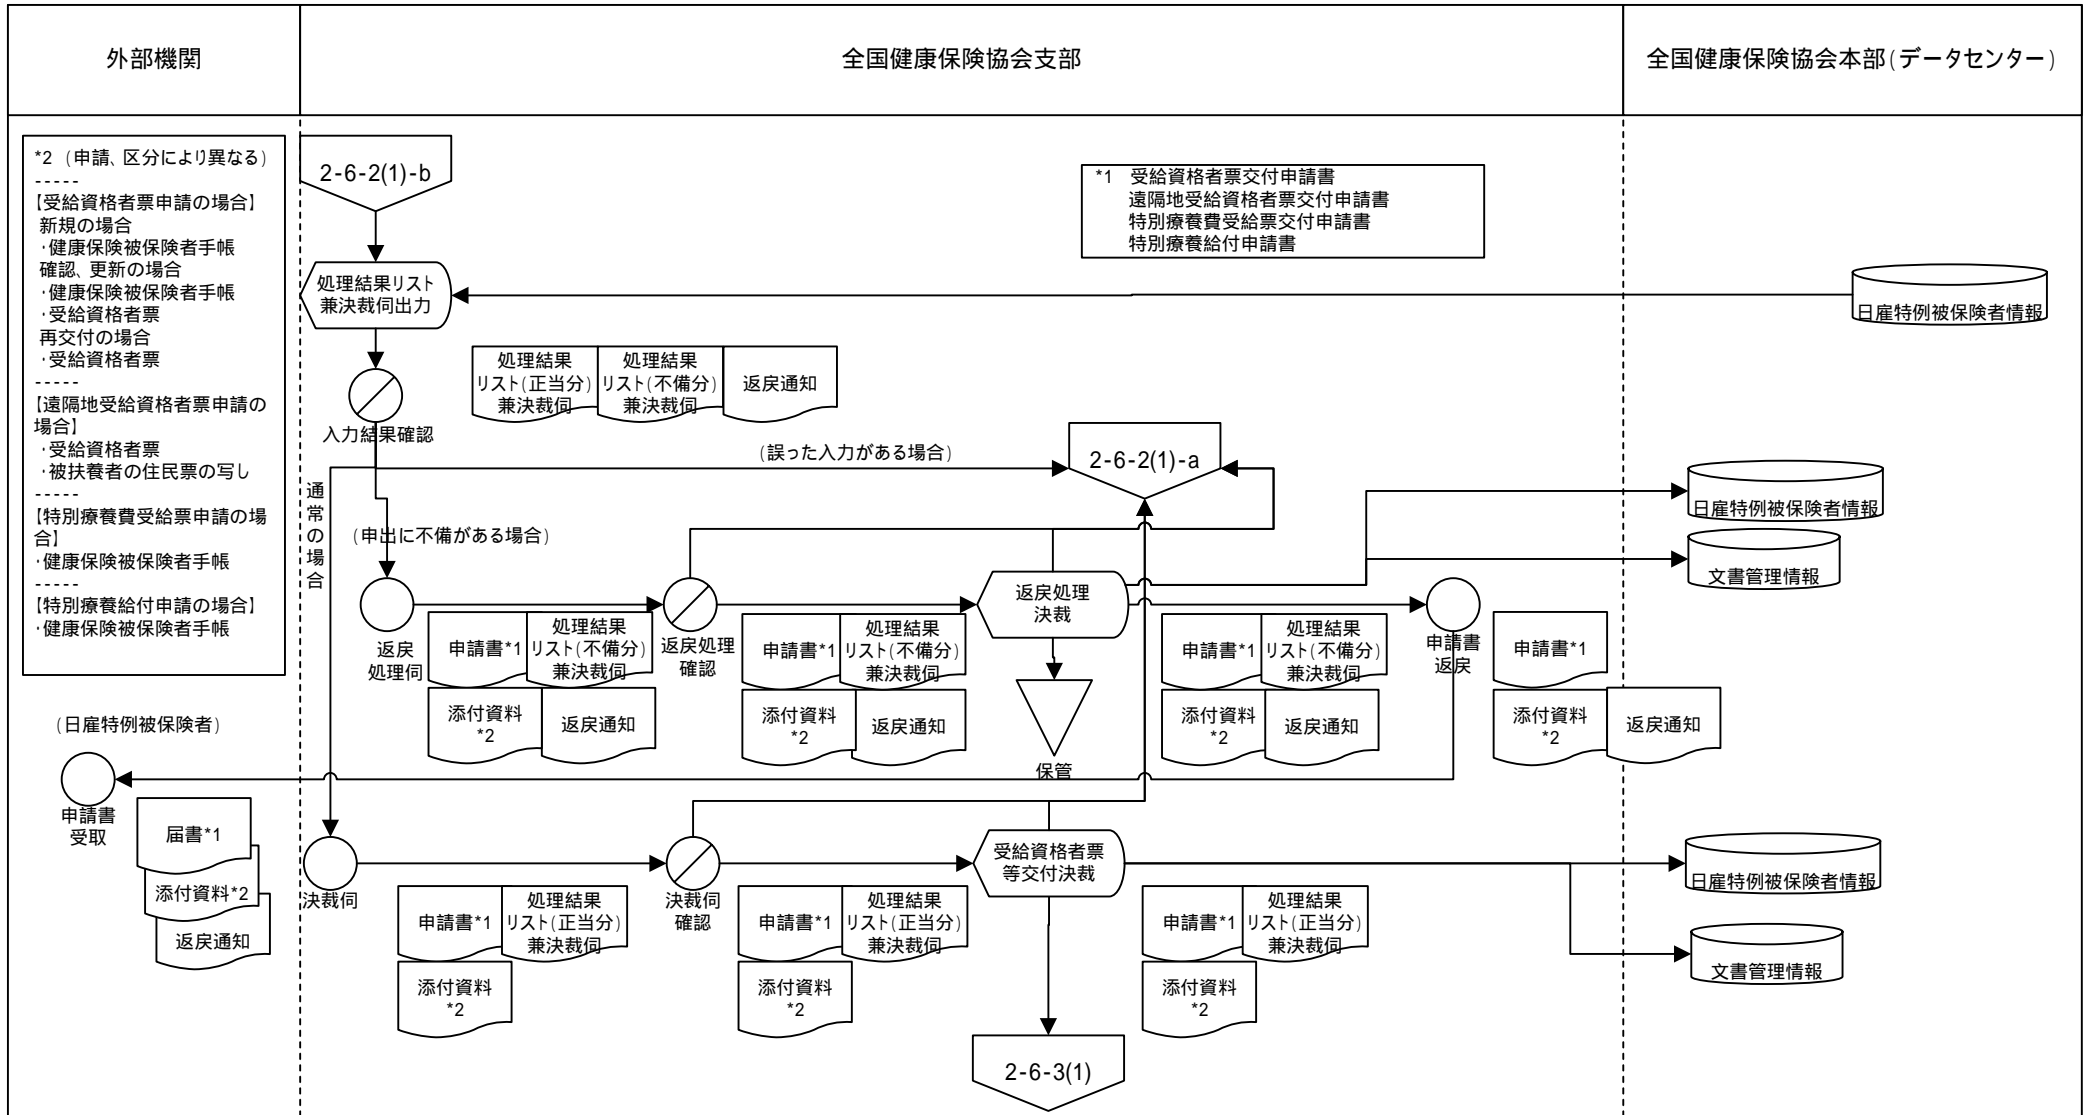 外部機関
全国健康保険協会支部
全国健康保険協会本部(データセンター)
*2 (申請、区分により異なる)
-----
【受給資格者票申請の場合】
新規の場合
・健康保険被保険者手帳
確認、更新の場合
・健康保険被保険者手帳
・受給資格者票
再交付の場合
・受給資格者票
-----
【遠隔地受給資格者票申請の
場合】
・受給資格者票
・被扶養者の住民票の写し
-----
【特別療養費受給票申請の場
合】
・健康保険被保険者手帳
-----
【特別療養給付申請の場合】
・健康保険被保険者手帳
2-6-2(1)-b
*1 受給資格者票交付申請書
遠隔地受給資格者票交付申請書
特別療養費受給票交付申請書
特別療養給付申請書
処理結果リスト
兼決裁伺出力
日雇特例被保険者情報
処理結果
リスト(正当分)
兼決裁伺
処理結果
リスト(不備分)
兼決裁伺
返戻通知
入力結果確認
(誤った入力がある場合)
2-6-2(1)-a
通常の場合
(申出に不備がある場合)
日雇特例被保険者情報
文書管理情報
返戻
処理伺
申請書*1
処理結果
リスト(不備分)
兼決裁伺
添付資料
*2
返戻通知
返戻処理
確認
申請書*1
処理結果
リスト(不備分)
兼決裁伺
添付資料
*2
返戻通知
返戻処理
決裁
保管
申請書*1
処理結果
リスト(不備分)
兼決裁伺
添付資料
*2
返戻通知
申請書
返戻
申請書*1
添付資料
*2
返戻通知
(日雇特例被保険者)
申請書
受取
届書*1
添付資料*2
返戻通知
決裁伺
申請書*1
処理結果
リスト(正当分)
兼決裁伺
添付資料
*2
決裁伺
確認
申請書*1
処理結果
リスト(正当分)
兼決裁伺
添付資料
*2
受給資格者票
等交付決裁
申請書*1
処理結果
リスト(正当分)
兼決裁伺
添付資料
*2
日雇特例被保険者情報
文書管理情報
2-6-3(1)